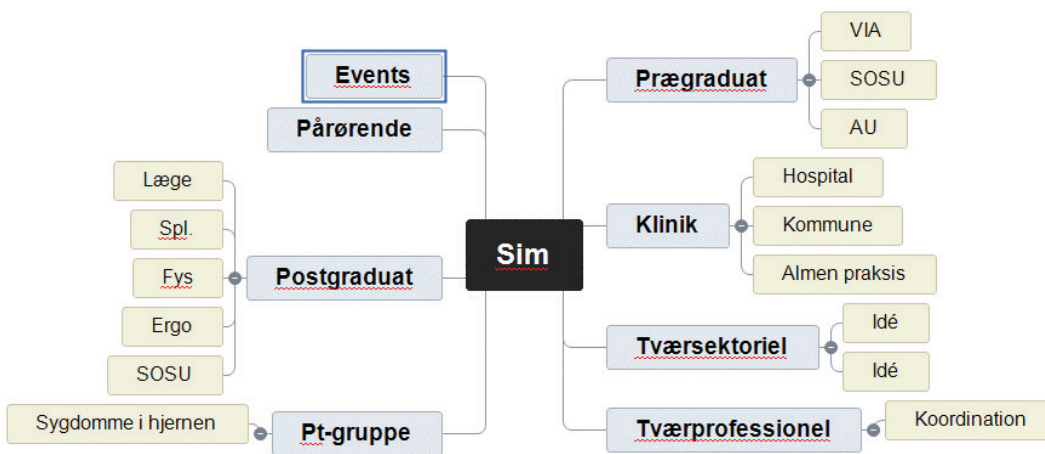 Sim
Events
Pårørende
Postgraduat
Læge
Spl.
Fys
Ergo
SOSU
Pt-gruppe
Sygdomme i hjernen
Prægraduat
VIA
SOSU
AU
Klinik
Hospital
Kommune
Almen praksis
Tværsektoriel
Idé
Idé
Tværprofessionel
Koordination